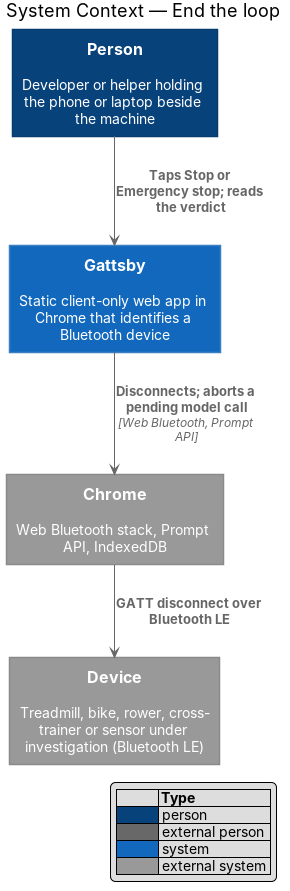 System Context — End the loop
Person
Developer or helper holding
the phone or laptop beside
the machine
Taps Stop or
Emergency stop; reads
the verdict
Gattsby
Static client-only web app in
Chrome that identifies a
Bluetooth device
Disconnects; aborts a
pending model call
[Web Bluetooth, Prompt
API]
Chrome
Web Bluetooth stack, Prompt
API, IndexedDB
GATT disconnect over
Bluetooth LE
Device
Treadmill, bike, rower, cross-
trainer or sensor under
investigation (Bluetooth LE)
Type
person
external person
system
external system